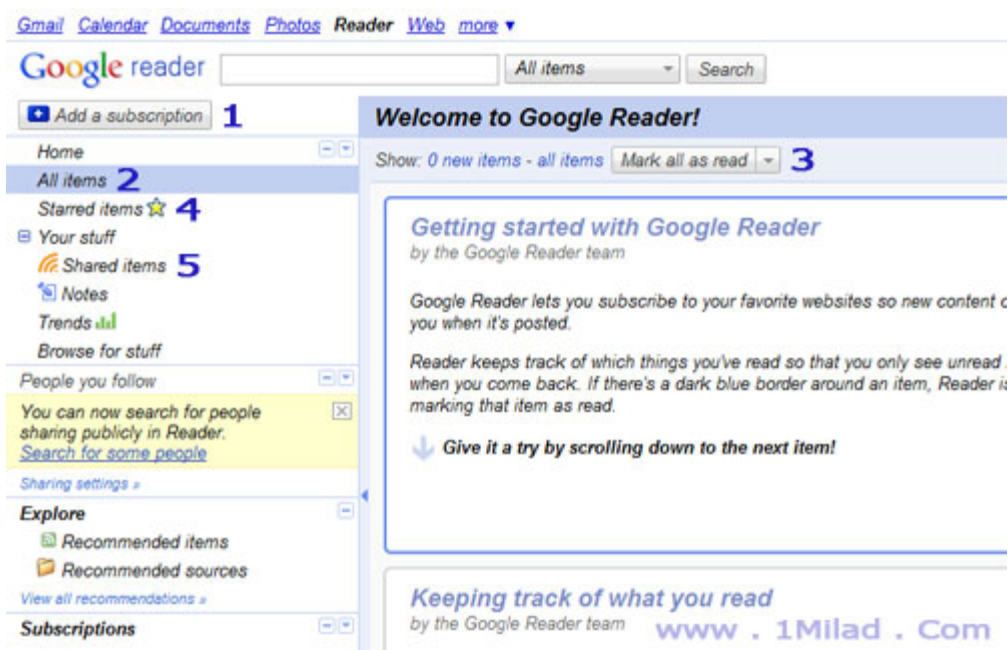 Gmail Calendar Documents Photos Reader Web more ▼
Google reader All items Search
Add a subscription 1
Welcome to Google Reader!
Home
Show: 0 new items - all items Mark all as read 3
All items 2
Starred items 4
Your stuff
Shared items 5
Notes
Trends
Browse for stuff
People you follow
You can now search for people
sharing publicly in Reader.
Search for some people
Sharing settings »
Explore
Recommended items
Recommended sources
View all recommendations »
Subscriptions
Getting started with Google Reader
by the Google Reader team
Google Reader lets you subscribe to your favorite websites so new content
you when it's posted.
Reader keeps track of which things you've read so that you only see unread
when you come back. If there's a dark blue border around an item, Reader is
marking that item as read.
Give it a try by scrolling down to the next item!
Keeping track of what you read
by the Google Reader team
www . 1Milad . Com